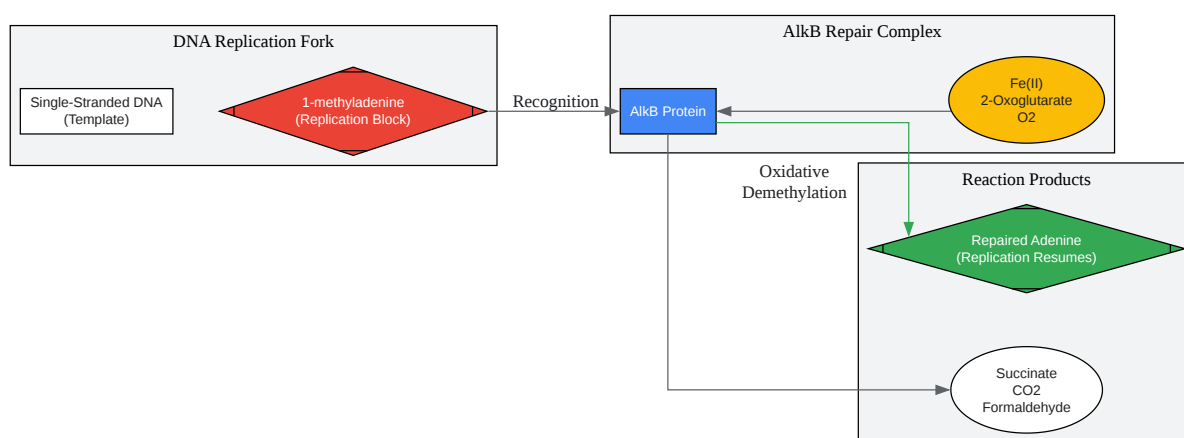 DNA Replication Fork
Single-Stranded DNA
(Template)
1-methyladenine
(Replication Block)
Recognition
AlkB Repair Complex
AlkB Protein
Fe(II)
2-Oxoglutarate
O2
Oxidative
Demethylation
Reaction Products
Repaired Adenine
(Replication Resumes)
Succinate
CO2
Formaldehyde